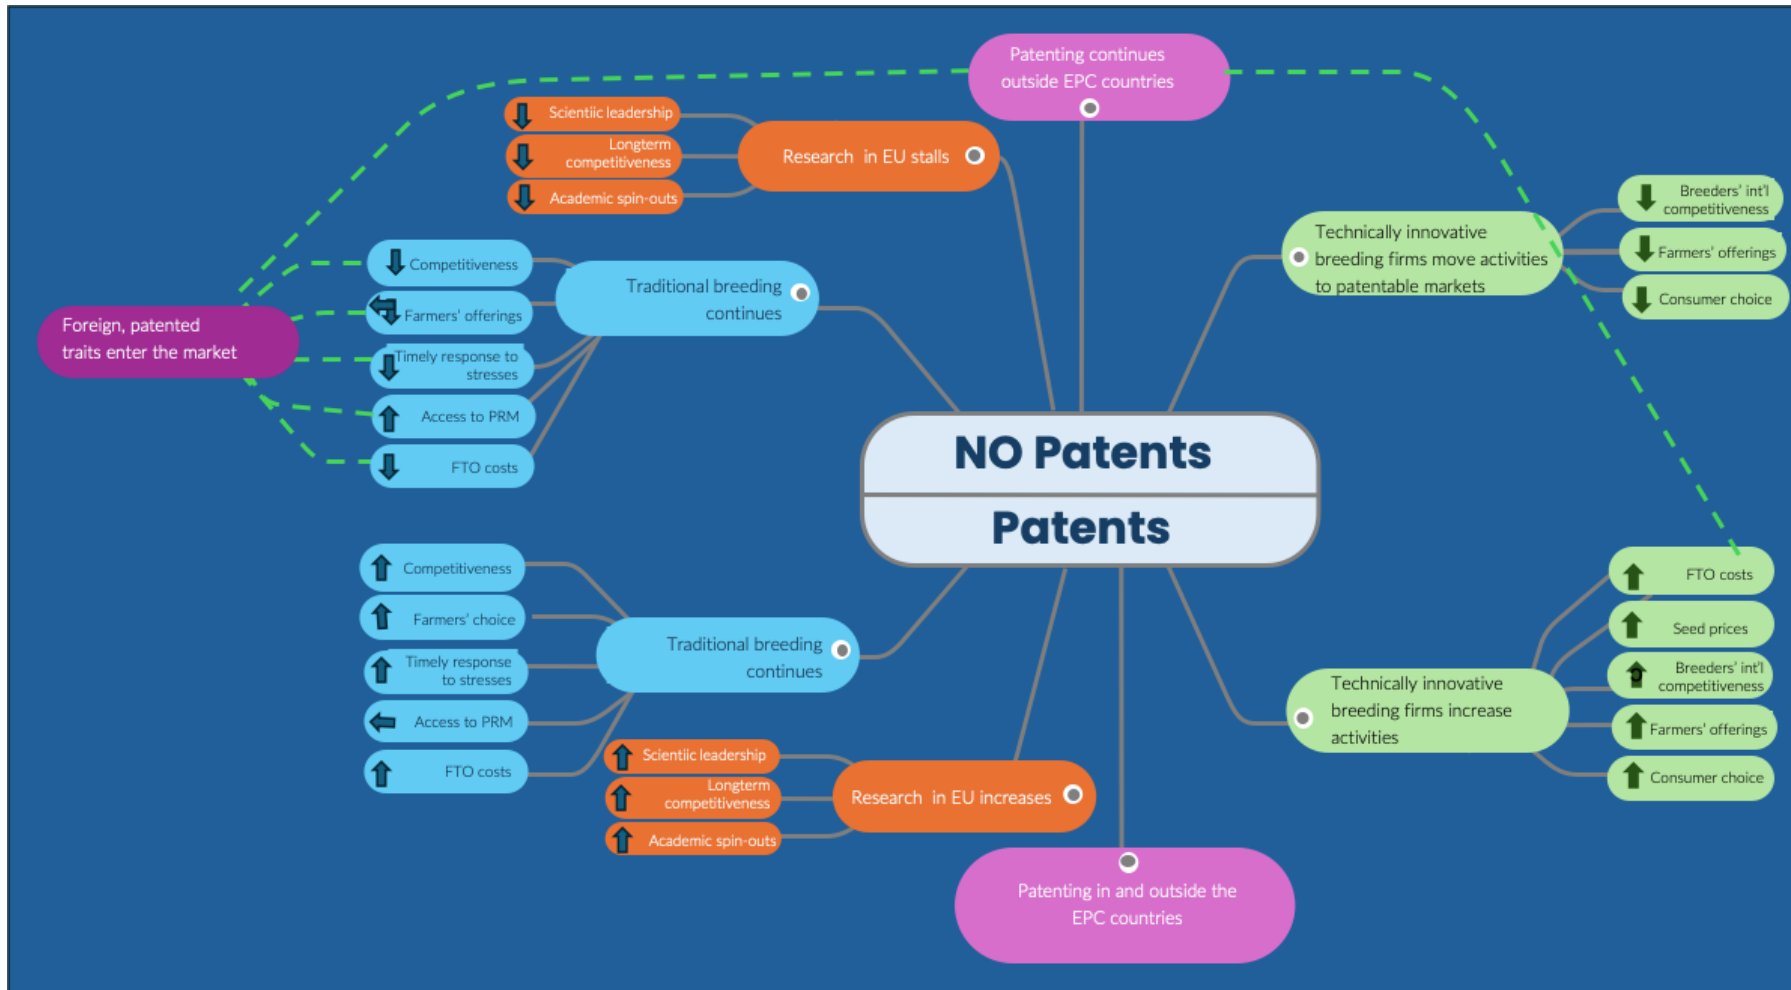 Patenting continues
outside EPC countries
Scientiic leadership
Longterm
competitiveness
Academic spin-outs
Research  in EU stalls
Technically innovative
breeding firms move activities
to patentable markets
Breeders' int'l
competitiveness
Farmers' offerings
Consumer choice
Traditional breeding
continues
Competitiveness
Farmers' offerings
Timely response to
stresses
Access to PRM
FTO costs
Foreign, patented
traits enter the market
NO Patents
Patents
Competitiveness
Farmers' choice
Timely response
to stresses
Access to PRM
FTO costs
Traditional breeding
continues
FTO costs
Seed prices
Breeders' int'l
competitiveness
Farmers' offerings
Consumer choice
Technically innovative
breeding firms increase
activities
Scientiic leadership
Longterm
competitiveness
Academic spin-outs
Research  in EU increases
Patenting in and outside the
EPC countries